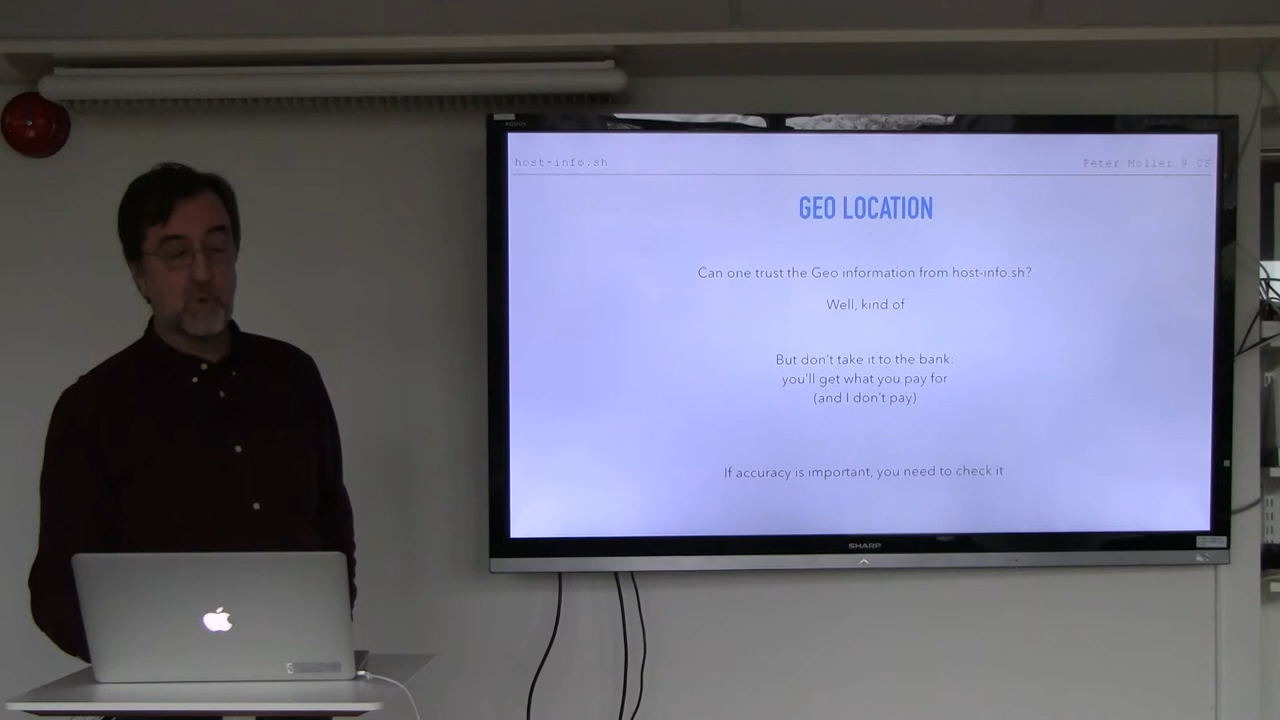 AQUOS
host-info.sh
Peter Möller @ CS
GEO LOCATION
Can one trust the Geo information from host-info.sh?
Well, kind of
But don't take it to the bank:
you'll get what you pay for
(and I don't pay)
If accuracy is important, you need to check it
SHARP